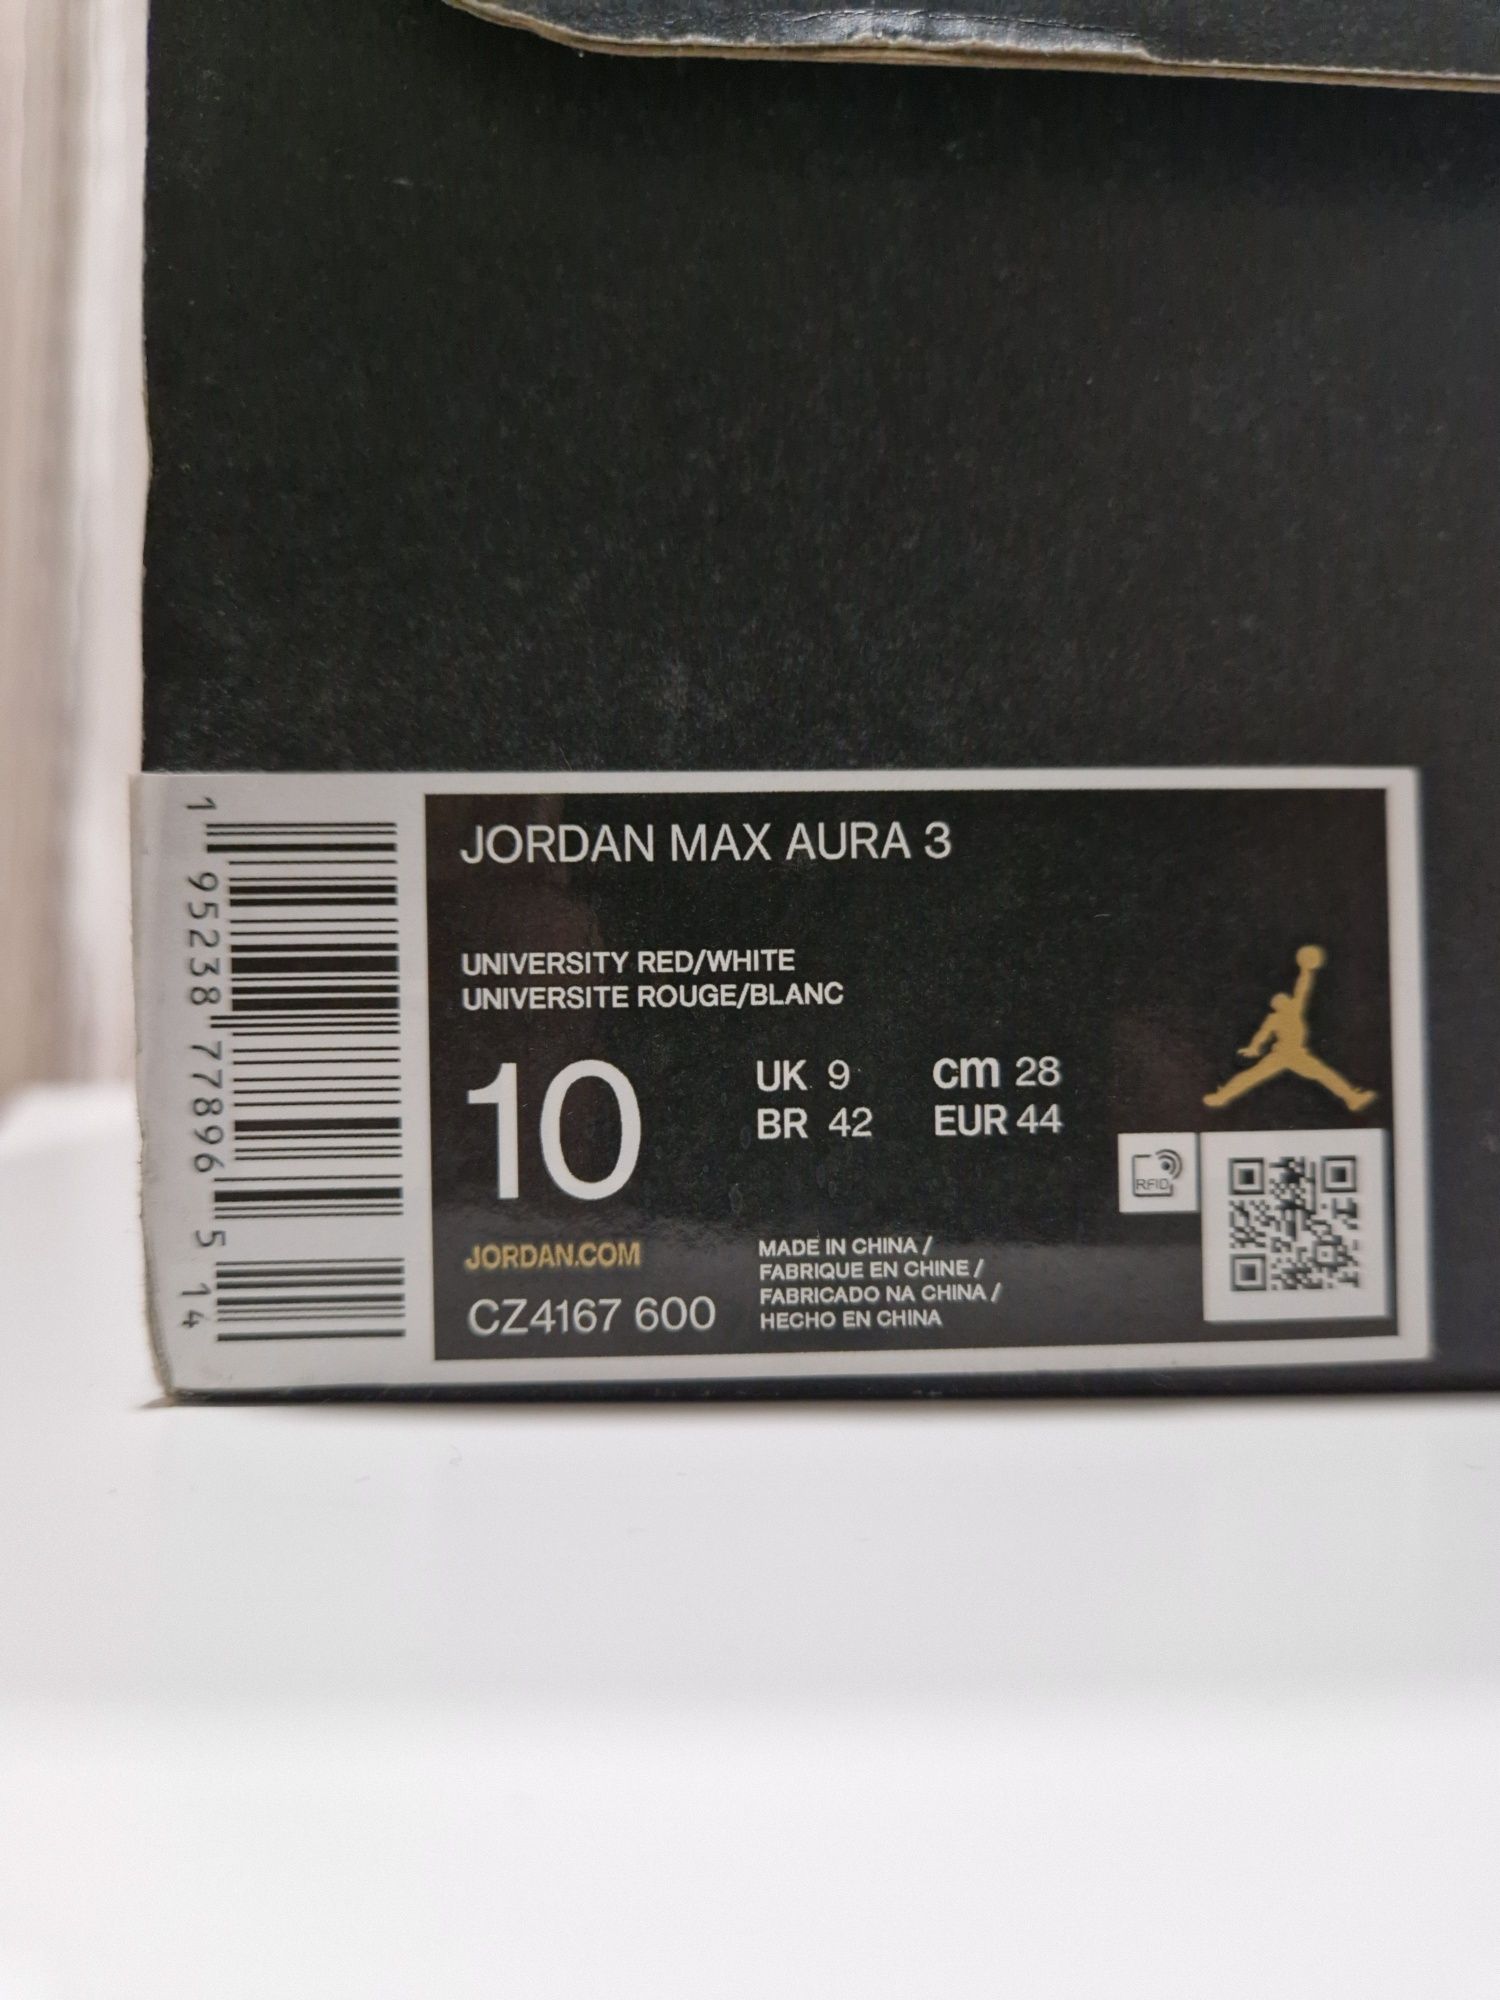 JORDAN MAX AURA 3
UNIVERSITY RED/WHITE
UNIVERSITE ROUGE/BLANC
10
UK 9
cm 28
BR 42
EUR 44
RFID
JORDAN.COM
CZ4167 600
MADE IN CHINA /
FABRIQUE EN CHINE /
FABRICADO NA CHINA /
HECHO EN CHINA
1 95238 77896 5 14